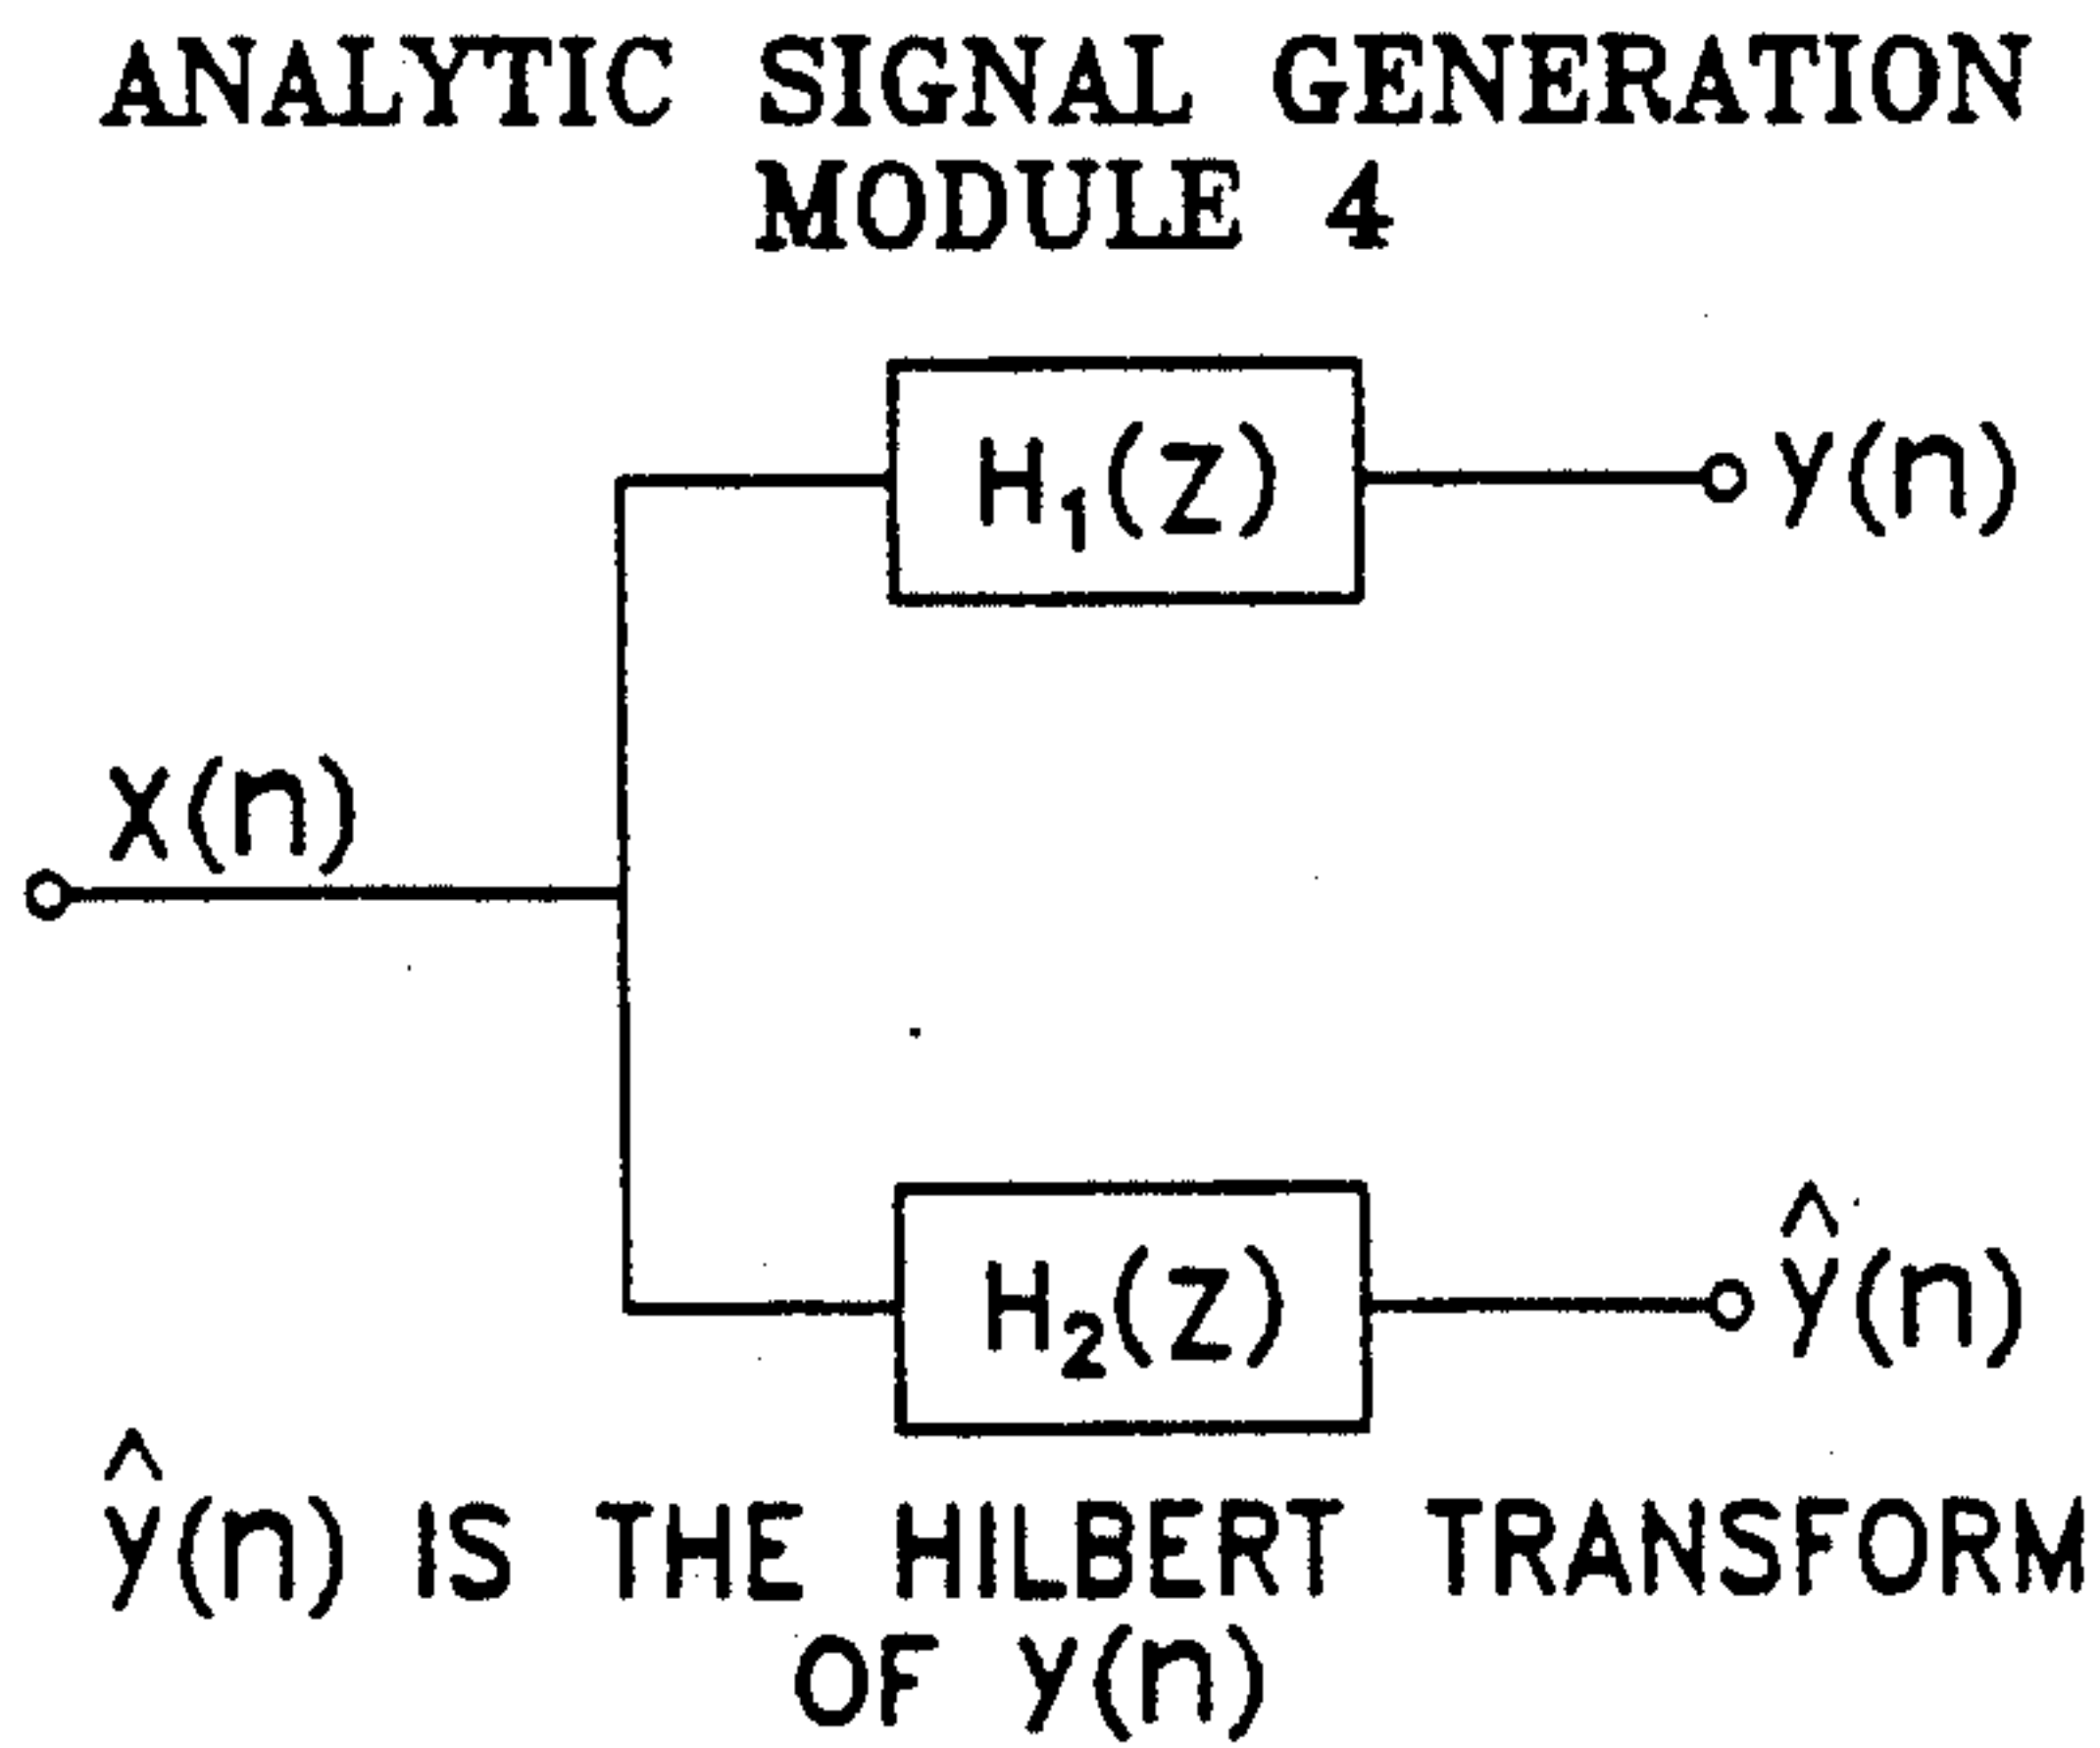 ANALYTIC SIGNAL GENERATION
MODULE 4
H₁(Z)
y(n)
X(n)
H₂(Z)
ŷ(n)
ŷ(n) IS THE HILBERT TRANSFORM
OF y(n)